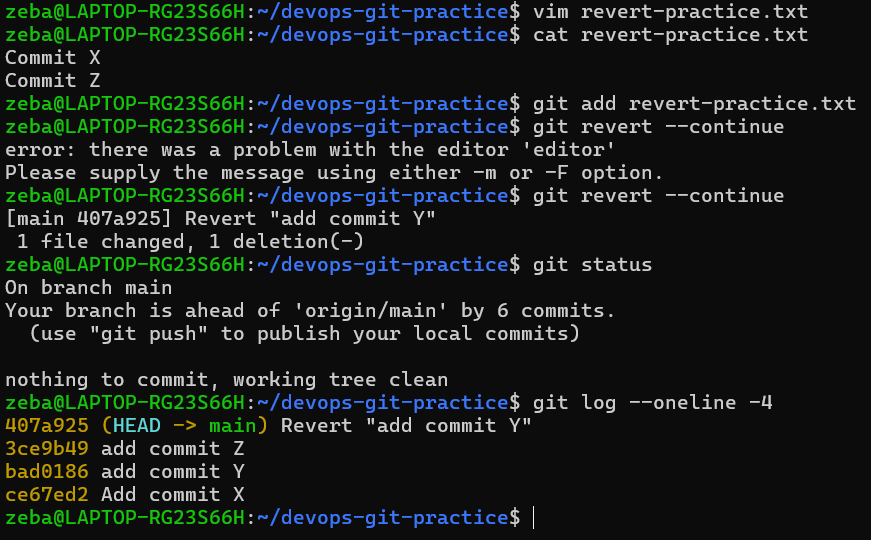 zeba@LAPTOP-RG23S66H:~/devops-git-practice$ vim revert-practice.txt
zeba@LAPTOP-RG23S66H:~/devops-git-practice$ cat revert-practice.txt
Commit X
Commit Z
zeba@LAPTOP-RG23S66H:~/devops-git-practice$ git add revert-practice.txt
zeba@LAPTOP-RG23S66H:~/devops-git-practice$ git revert --continue
error: there was a problem with the editor 'editor'
Please supply the message using either -m or -F option.
zeba@LAPTOP-RG23S66H:~/devops-git-practice$ git revert --continue
[main 407a925] Revert "add commit Y"
 1 file changed, 1 deletion(-)
zeba@LAPTOP-RG23S66H:~/devops-git-practice$ git status
On branch main
Your branch is ahead of 'origin/main' by 6 commits.
  (use "git push" to publish your local commits)

nothing to commit, working tree clean
zeba@LAPTOP-RG23S66H:~/devops-git-practice$ git log --oneline -4
407a925 (HEAD -> main) Revert "add commit Y"
3ce9b49 add commit Z
bad0186 add commit Y
ce67ed2 Add commit X
zeba@LAPTOP-RG23S66H:~/devops-git-practice$